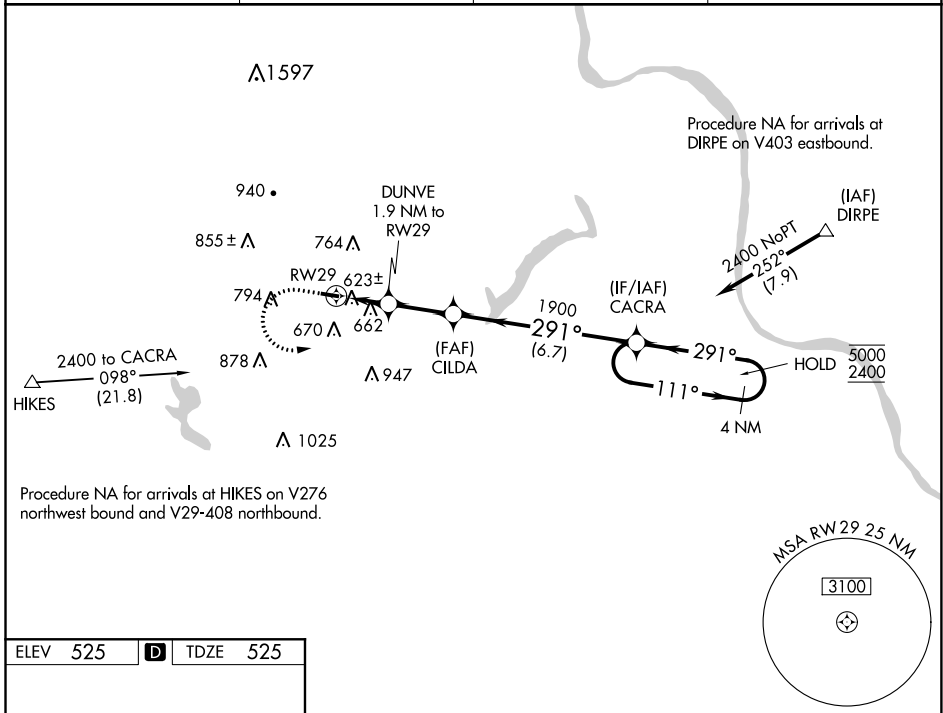 1597
Procedure NA for arrivals at
DIRPE on V403 eastbound.
940
DUNVE
1.9 NM to
RW29
(IAF)
DIRPE
855±
764
2400 NoPT
252°
(7.9)
RW29
623±
794
(IF/IAF)
CACRA
1900
291°
(6.7)
670
662
(FAF)
CILDA
291°
HOLD
5000
2400
2400 to CACRA
098°
(21.8)
HIKES
878
947
111°
4 NM
1025
Procedure NA for arrivals at HIKES on V276
northwest bound and V29-408 northbound.
MSA RW29 25 NM
3100
ELEV 525 D TDZE 525